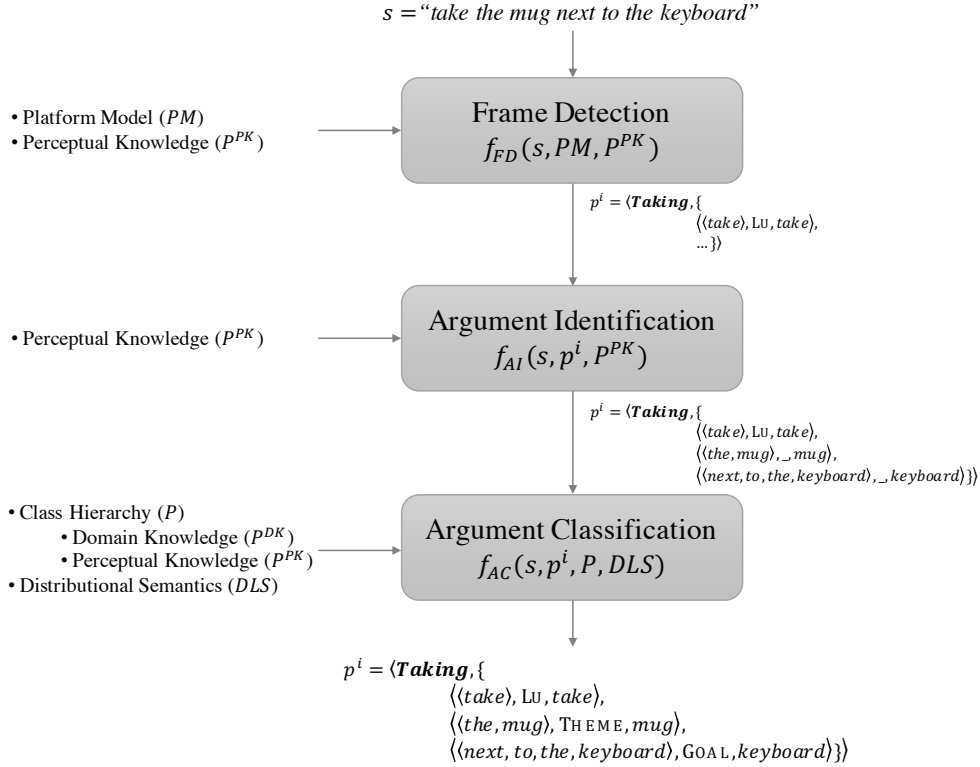 s = “take the mug next to the keyboard”
• Platform Model (PM)
• Perceptual Knowledge (P^PK)
Frame Detection
f_FD(s, PM, P^PK)
p^i = ⟨Taking, {
⟨⟨take⟩, LU, take⟩,
… }⟩
• Perceptual Knowledge (P^PK)
Argument Identification
f_AI(s, p^i, P^PK)
p^i = ⟨Taking, {
⟨⟨take⟩, LU, take⟩,
⟨⟨the, mug⟩, _, mug⟩,
⟨⟨next, to, the, keyboard⟩, _, keyboard⟩}⟩
• Class Hierarchy (P)
• Domain Knowledge (P^DK)
• Perceptual Knowledge (P^PK)
• Distributional Semantics (DLS)
Argument Classification
f_AC(s, p^i, P, DLS)
p^i = ⟨Taking, {
⟨⟨take⟩, LU, take⟩,
⟨⟨the, mug⟩, THEME, mug⟩,
⟨⟨next, to, the, keyboard⟩, GOAL, keyboard⟩}⟩